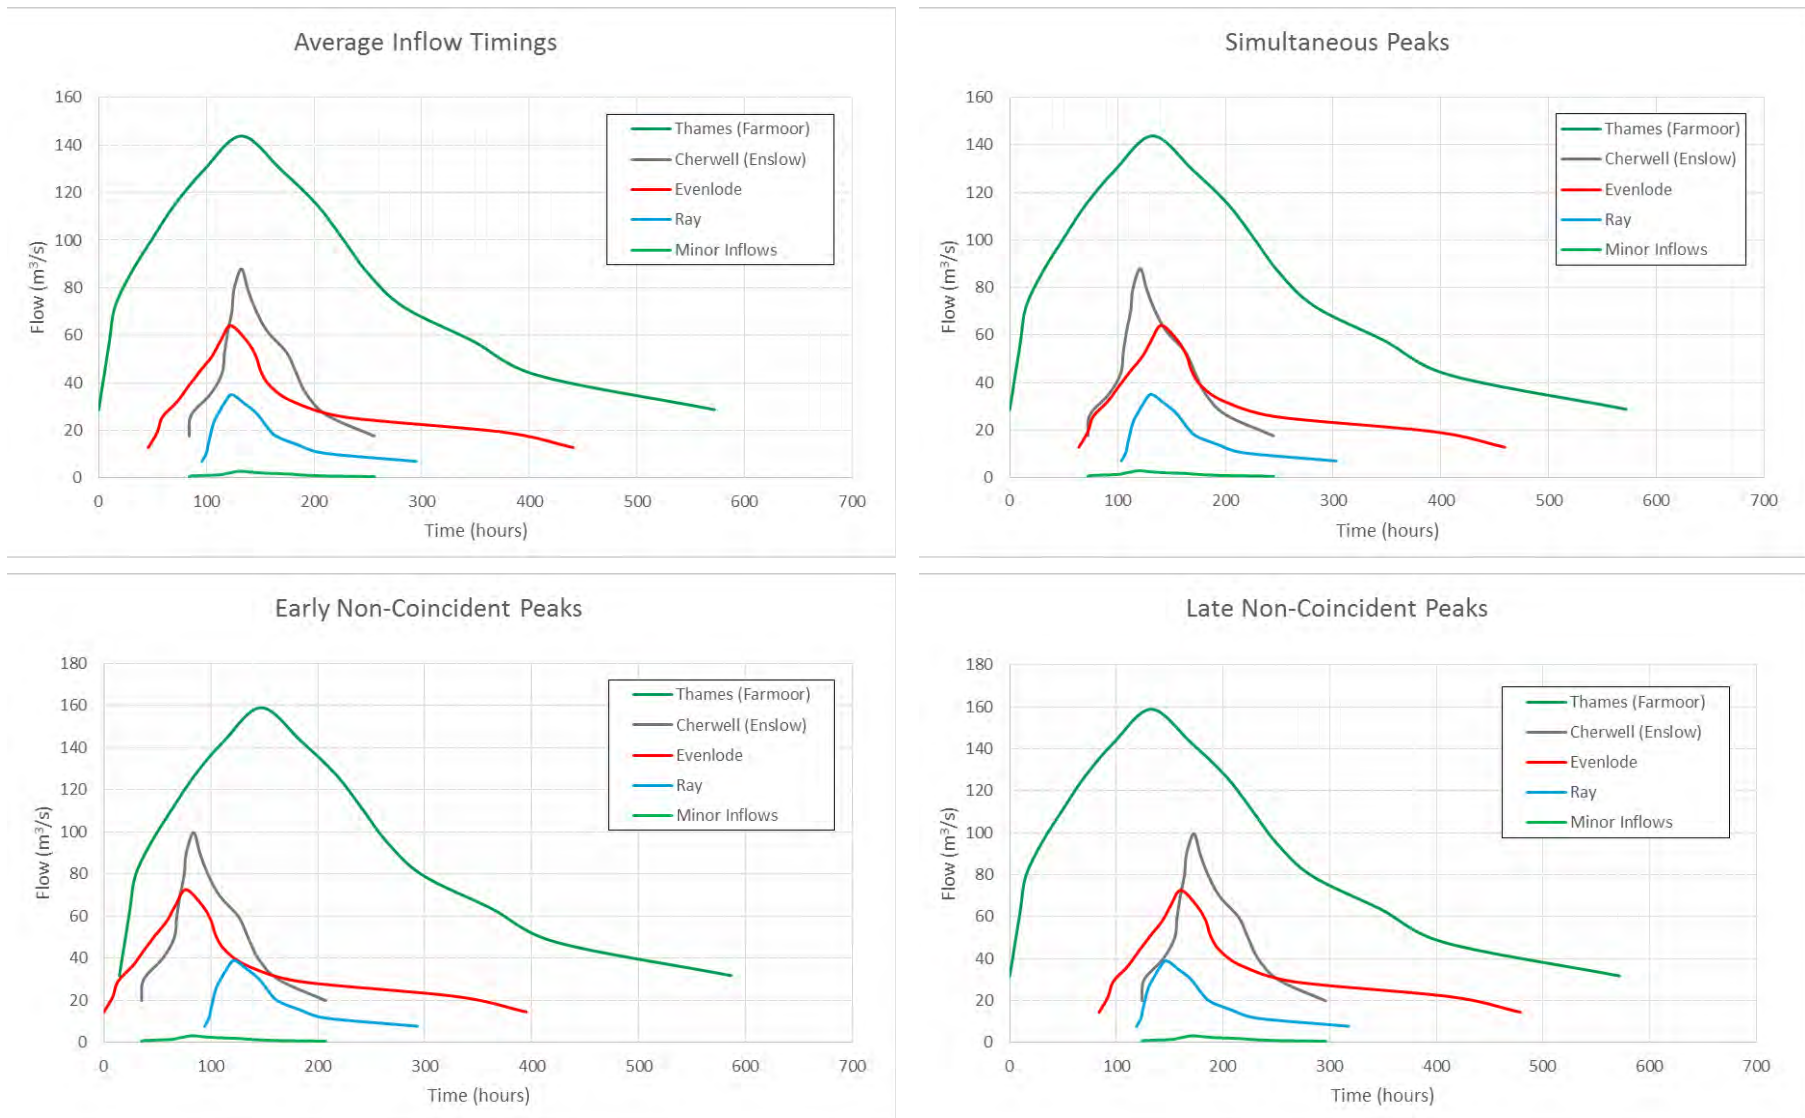 Average Inflow Timings
Flow (m³/s)
160
140
120
100
80
60
40
20
0
0 100 200 300 400 500 600 700
Time (hours)
Thames (Farmoor)
Cherwell (Enslow)
Evenlode
Ray
Minor Inflows
Simultaneous Peaks
Flow (m³/s)
160
140
120
100
80
60
40
20
0
0 100 200 300 400 500 600 700
Time (hours)
Thames (Farmoor)
Cherwell (Enslow)
Evenlode
Ray
Minor Inflows
Early Non-Coincident Peaks
Flow (m³/s)
180
160
140
120
100
80
60
40
20
0
0 100 200 300 400 500 600 700
Time (hours)
Thames (Farmoor)
Cherwell (Enslow)
Evenlode
Ray
Minor Inflows
Late Non-Coincident Peaks
Flow (m³/s)
180
160
140
120
100
80
60
40
20
0
0 100 200 300 400 500 600 700
Time (hours)
Thames (Farmoor)
Cherwell (Enslow)
Evenlode
Ray
Minor Inflows